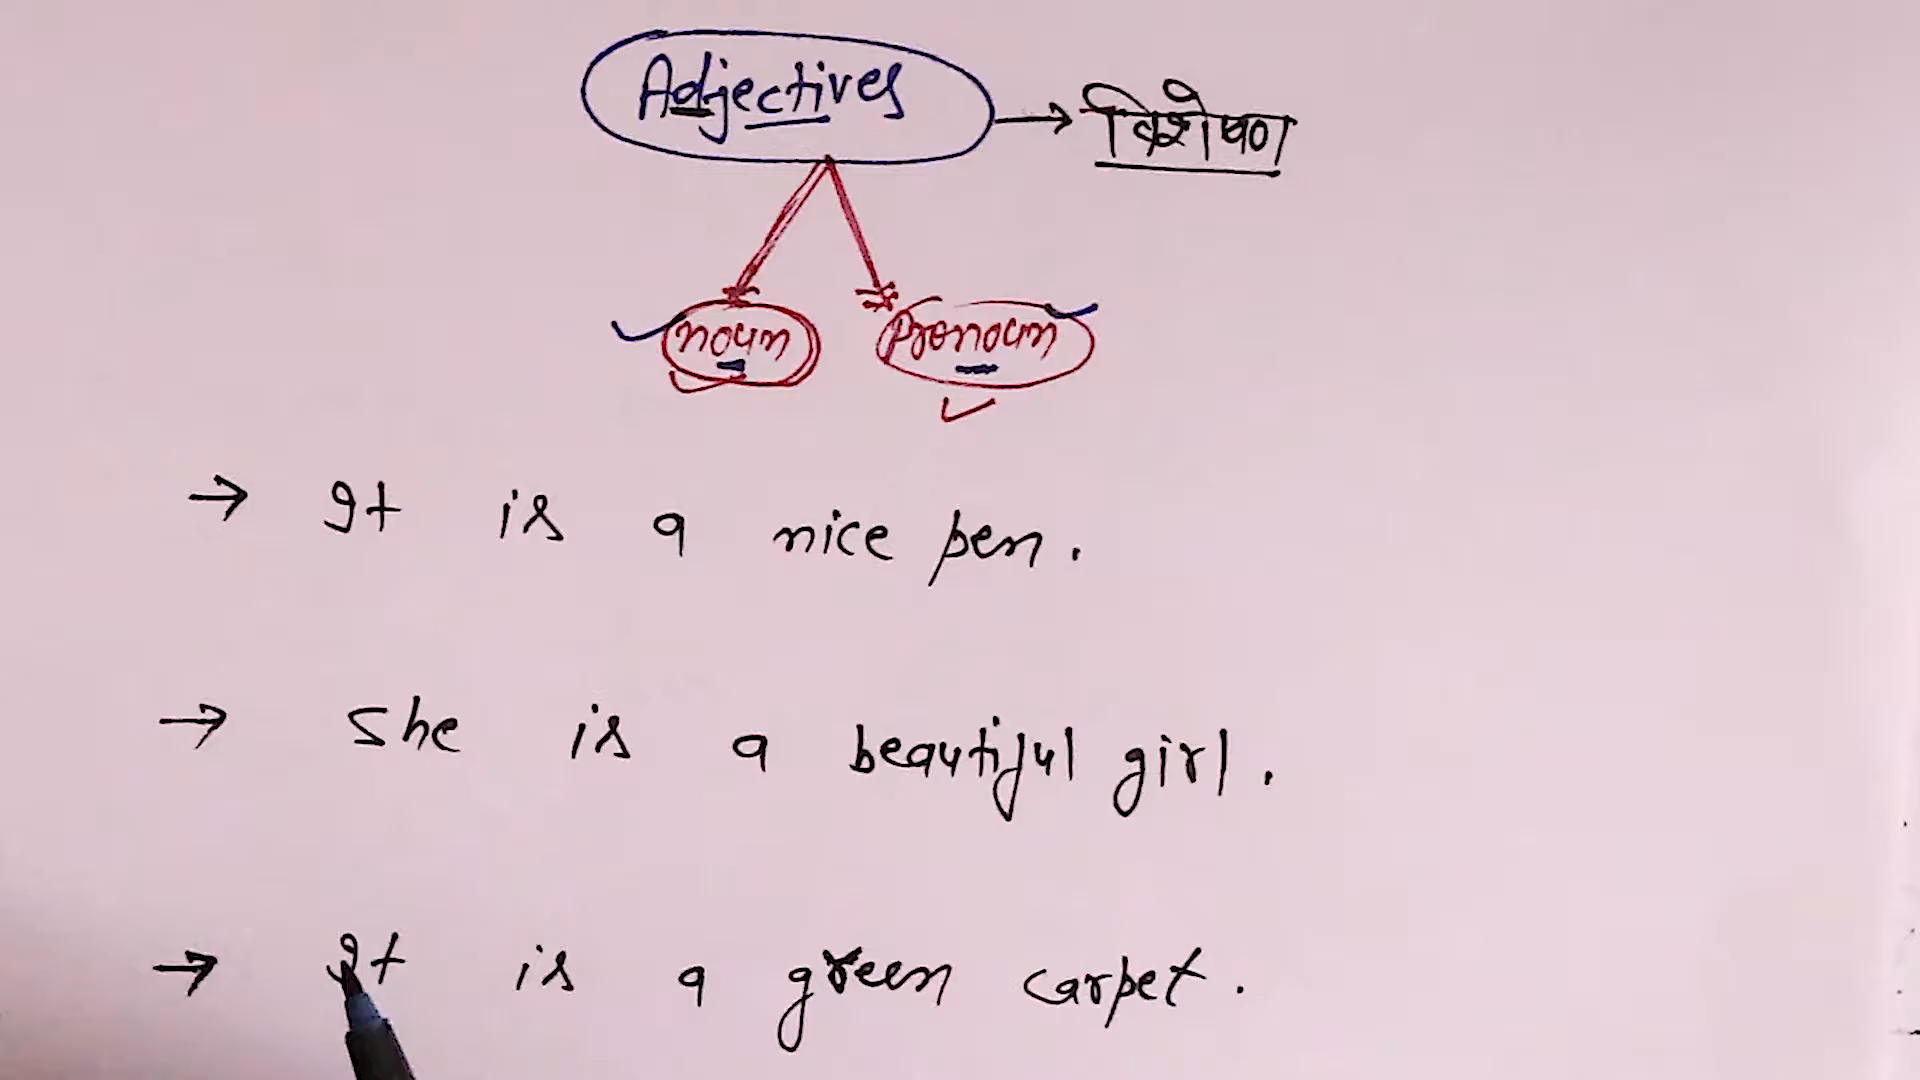 Adjectives → विशेषण
noun Pronoun
→ It is a nice pen.
→ She is a beautiful girl.
→ It is a green carpet.